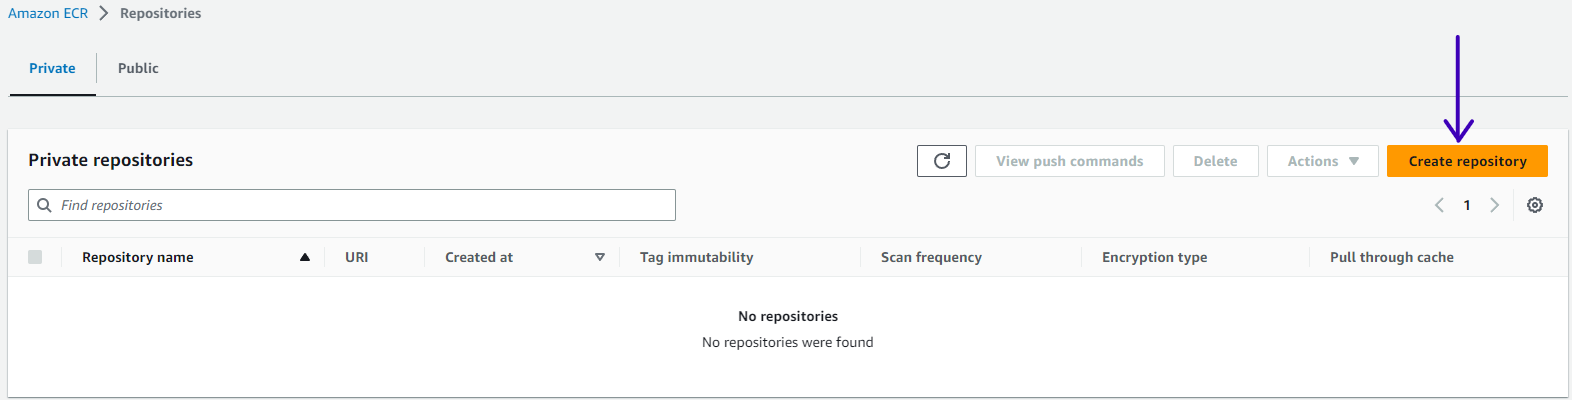 Amazon ECR > Repositories
Private Public
Private repositories View push commands Delete Actions Create repository
Find repositories 1
Repository name URI Created at Tag immutability Scan frequency Encryption type Pull through cache
No repositories
No repositories were found